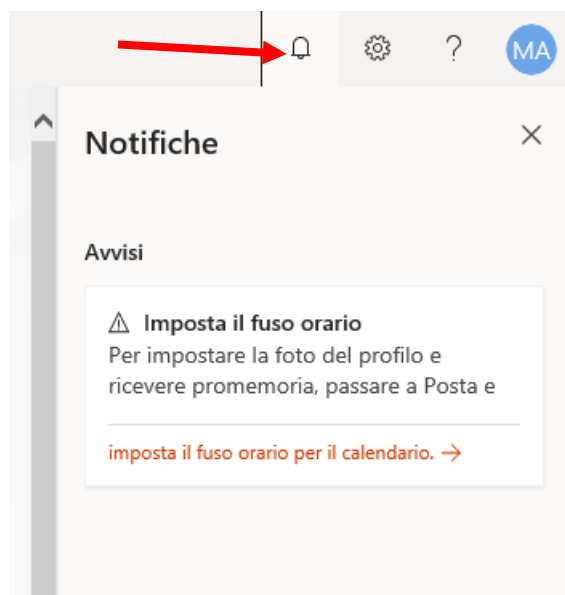 ?
MA
Notifiche
Avvisi
Imposta il fuso orario
Per impostare la foto del profilo e
ricevere promemoria, passare a Posta e
imposta il fuso orario per il calendario. →